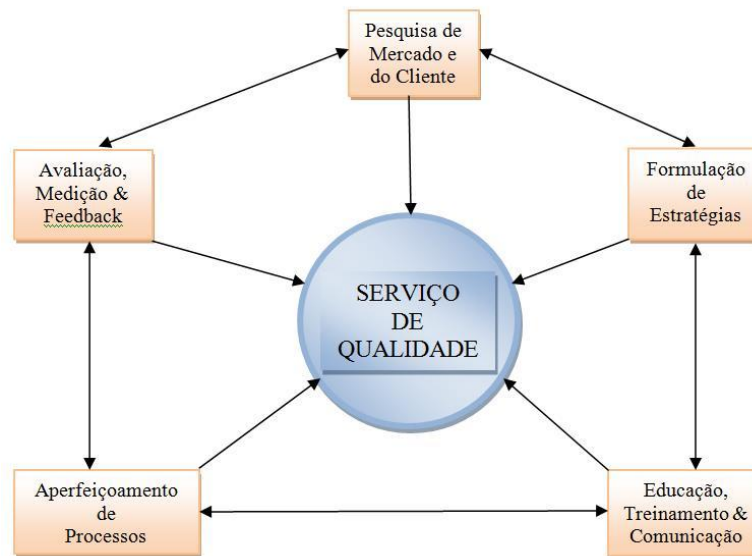 Pesquisa de
Mercado e
do Cliente
Avaliação,
Medição &
Feedback
Formulação
de
Estratégias
SERVIÇO
DE
QUALIDADE
Aperfeiçoamento
de
Processos
Educação,
Treinamento &
Comunicação